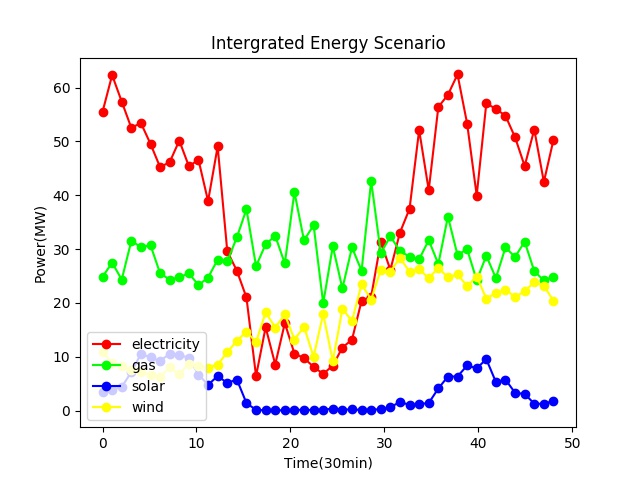 Intergrated Energy Scenario
Power(MW)
60
50
40
30
20
10
0
electricity
gas
solar
wind
0 10 20 30 40 50
Time(30min)